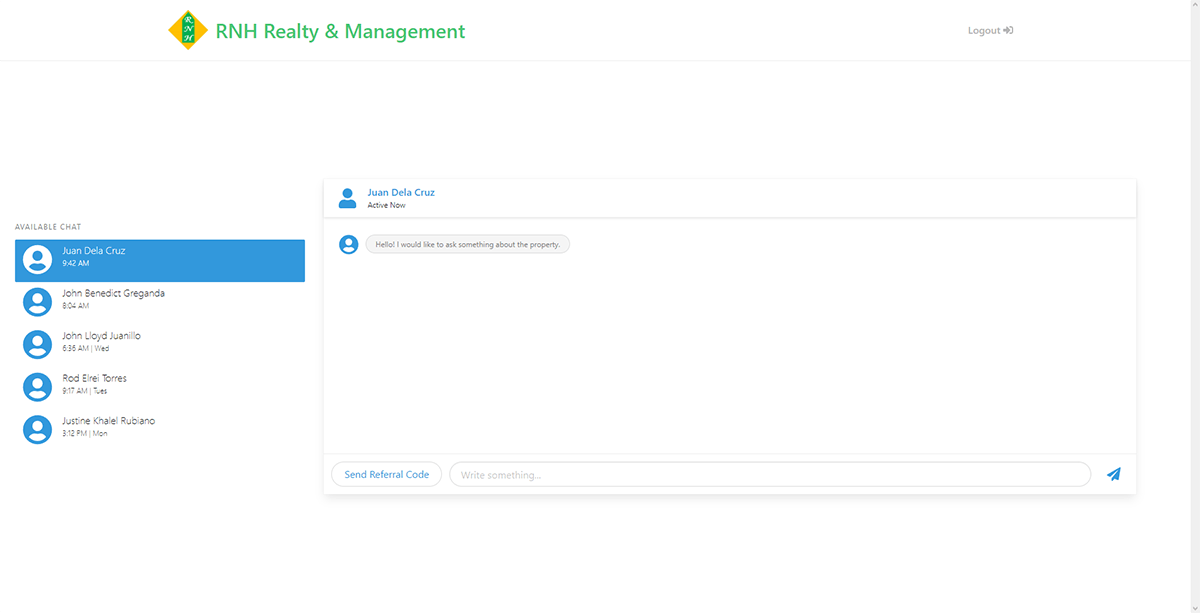 RNH
RNH Realty & Management
Logout
AVAILABLE CHAT
Juan Dela Cruz
9:42 AM
John Benedict Greganda
8:04 AM
John Lloyd Juanillo
6:36 AM | Wed
Rod Elrei Torres
9:17 AM | Tues
Justine Khalel Rubiano
3:12 PM | Mon
Juan Dela Cruz
Active Now
Hello! I would like to ask something about the property.
Send Referral Code
Write something...